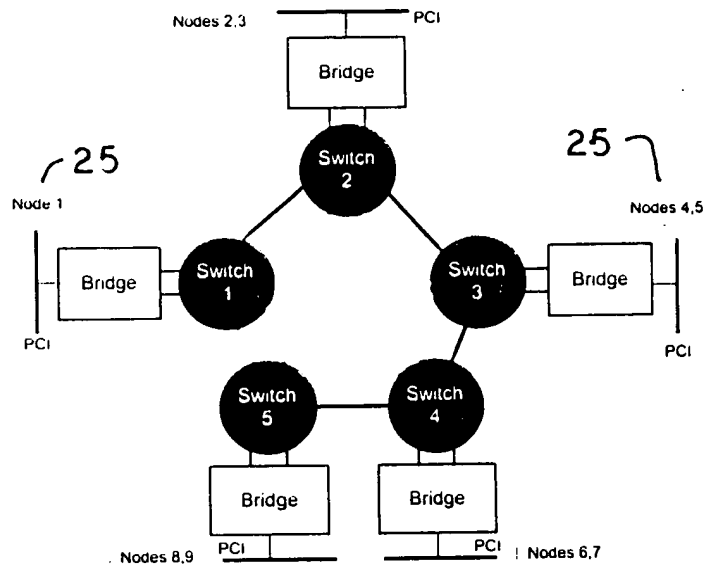 Nodes 2,3
PCI
Bridge
Switch
2
25
25
Node 1
Nodes 4,5
Bridge
Switch
1
Switch
3
Bridge
PCI
PCI
Switch
5
Switch
4
Bridge
Bridge
PCI
PCI
Nodes 8,9
Nodes 6,7